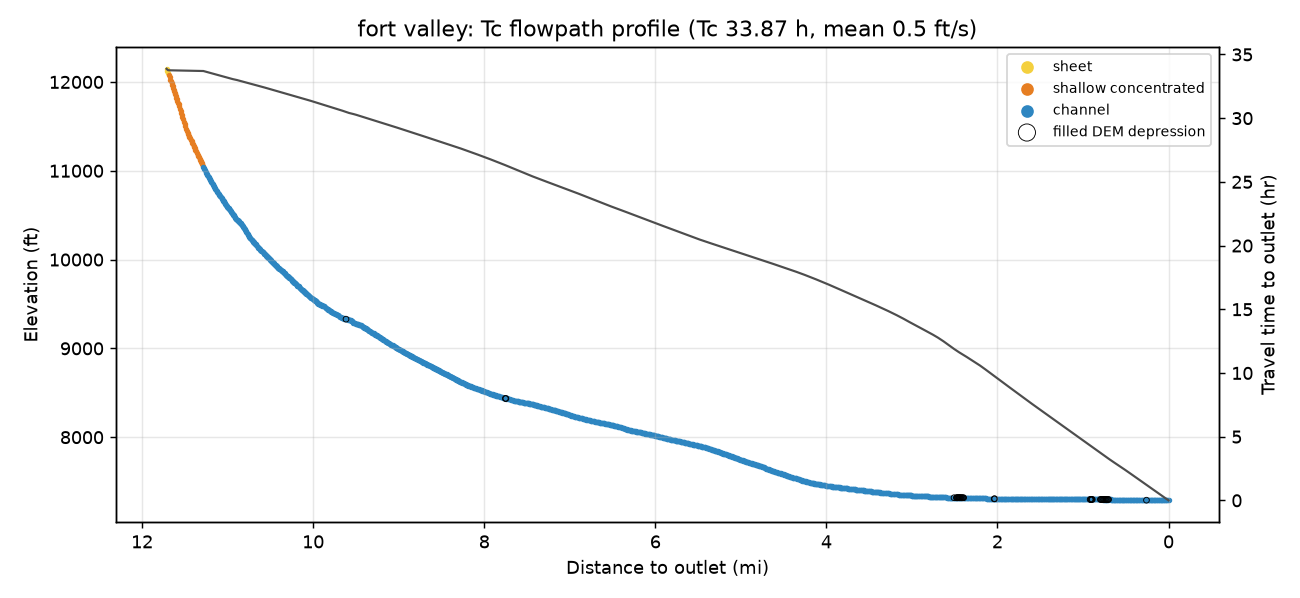 fort valley: Tc flowpath profile (Tc 33.87 h, mean 0.5 ft/s)
sheet
shallow concentrated
channel
filled DEM depression
Elevation (ft)
12000
11000
10000
9000
8000
Travel time to outlet (hr)
35
30
25
20
15
10
5
0
12 10 8 6 4 2 0
Distance to outlet (mi)